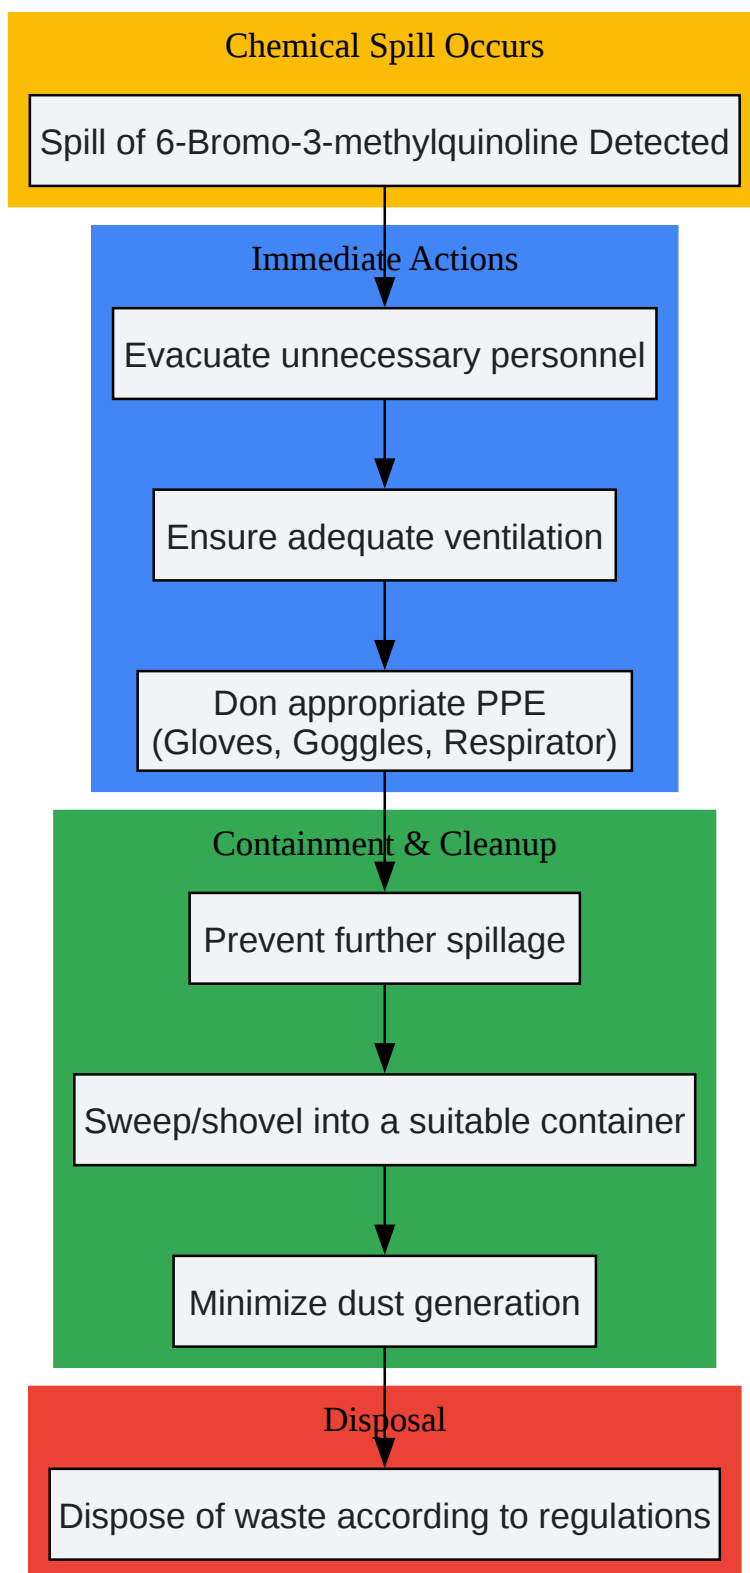 Chemical Spill Occurs
Spill of 6-Bromo-3-methylquinoline Detected
Immediate Actions
Evacuate unnecessary personnel
Ensure adequate ventilation
Don appropriate PPE
(Gloves, Goggles, Respirator)
Containment & Cleanup
Prevent further spillage
Sweep/shovel into a suitable container
Minimize dust generation
Disposal
Dispose of waste according to regulations